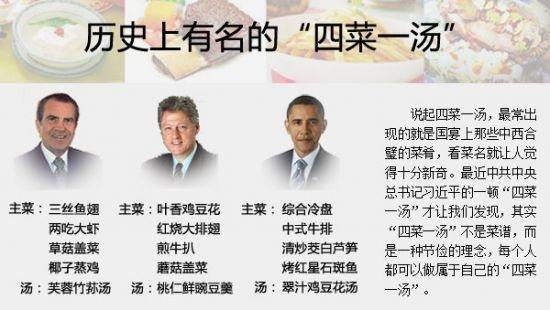 历史上有名的“四菜一汤”
主菜：三丝鱼翅
两吃大虾
草菇盖菜
椰子蒸鸡
汤：芙蓉竹荪汤
主菜：叶香鸡豆花
红烧大排翅
煎牛扒
蘑菇盖菜
汤：桃仁鲜豌豆羹
主菜：综合冷盘
中式牛排
清炒茭白芦笋
烤红星石斑鱼
汤：翠汁鸡豆花汤
说起四菜一汤，最常出
现的就是国宴上那些中西合
璧的菜肴，看菜名就让人觉
得十分新奇。最近中共中央
总书记习近平的一顿“四菜
一汤”才让我们发现，其实
“四菜一汤”不是菜谱，而
是一种节俭的理念，每个人
都可以做属于自己的“四菜
一汤”。